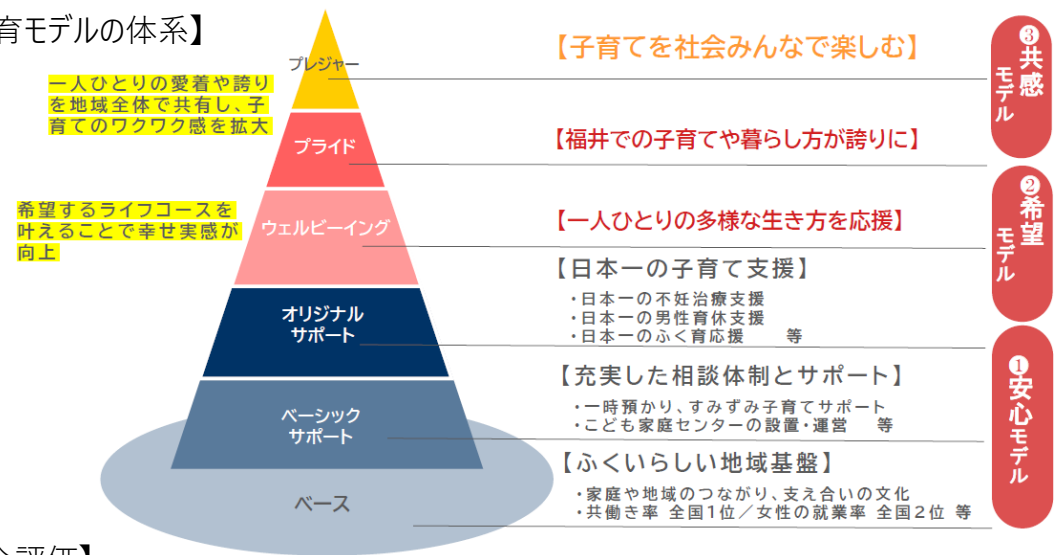 育モデルの体系】
プレジャー
【子育てを社会みんなで楽しむ】
❸共感
モデル
一人ひとりの愛着や誇り
を地域全体で共有し、子
育てのワクワク感を拡大
プライド
【福井での子育てや暮らし方が誇りに】
希望するライフコースを
叶えることで幸せ実感が
向上
ウェルビーイング
【一人ひとりの多様な生き方を応援】
❷希望
モデル
オリジナル
サポート
【日本一の子育て支援】
・日本一の不妊治療支援
・日本一の男性育休支援
・日本一のふく育応援　等
ベーシック
サポート
【充実した相談体制とサポート】
・一時預かり、すみずみ子育てサポート
・こども家庭センターの設置・運営　等
❶安心モデル
ベース
【ふくいらしい地域基盤】
・家庭や地域のつながり、支え合いの文化
・共働き率 全国1位／女性の就業率 全国2位 等